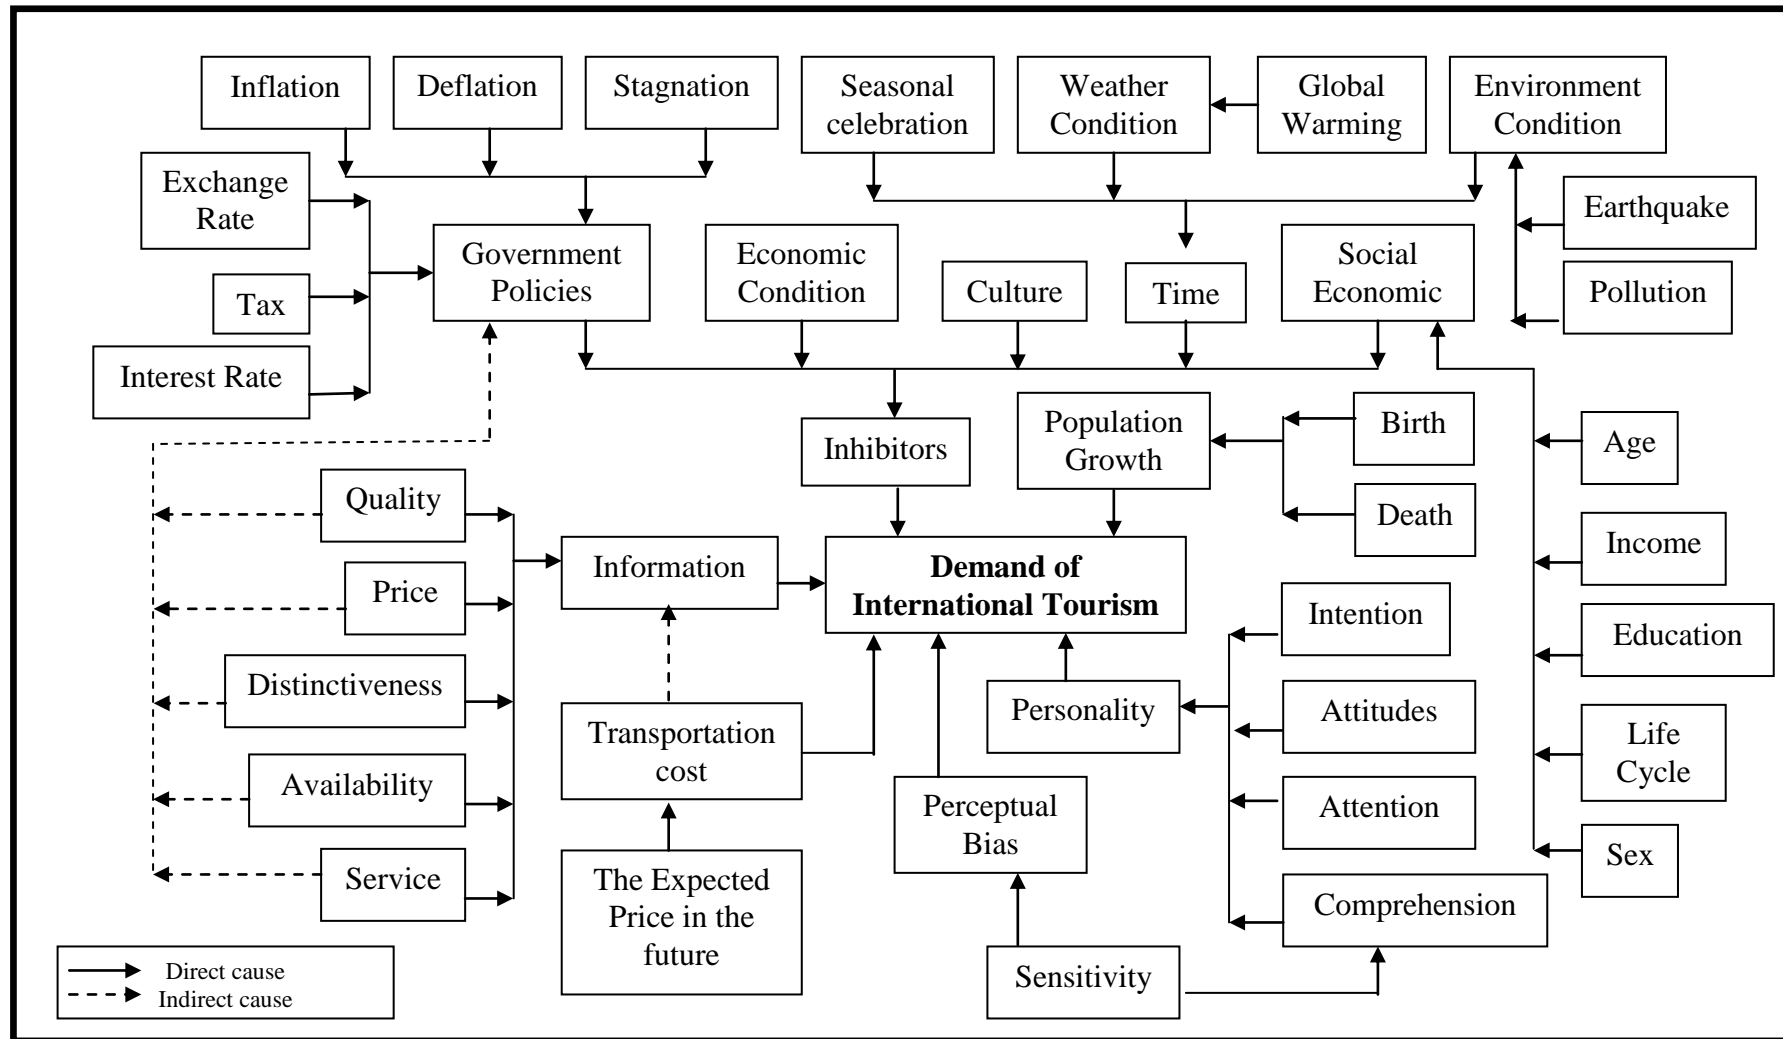 Inflation
Deflation
Stagnation
Seasonal
celebration
Weather
Condition
Global
Warming
Environment
Condition
Exchange
Rate
Earthquake
Government
Policies
Economic
Condition
Culture
Time
Social
Economic
Pollution
Tax
Interest Rate
Inhibitors
Population
Growth
Birth
Age
Quality
Death
Information
Demand of
International Tourism
Income
Price
Intention
Education
Distinctiveness
Transportation
cost
Personality
Attitudes
Life
Cycle
Availability
Perceptual
Bias
Attention
Service
The Expected
Price in the
future
Sex
Comprehension
Sensitivity
Direct cause
Indirect cause